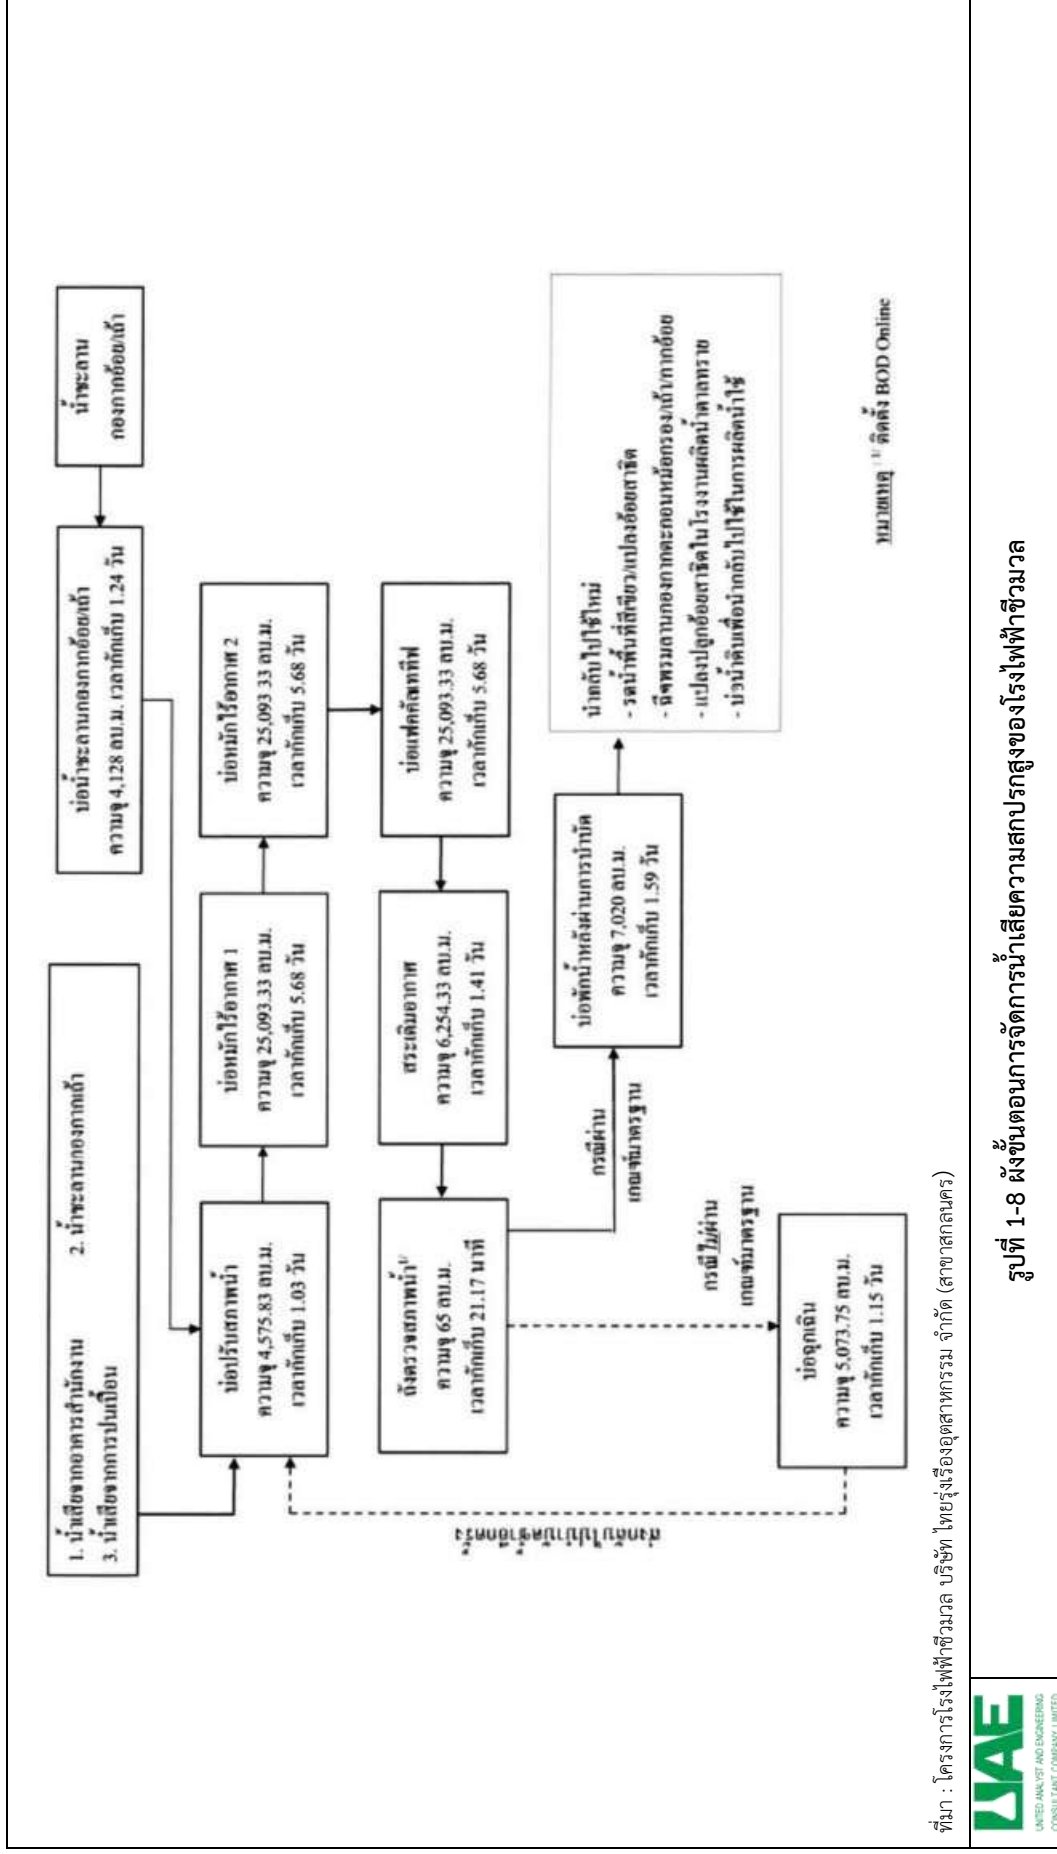 1. น้ำเสียจากอาคารสำนักงาน 2. น้ำชะลานกองกากเถ้า
3. น้ำเสียจากการปนเปื้อน
น้ำชะลาน
กองกากอ้อย/เถ้า
บ่อน้ำชะลานกองกากอ้อย/เถ้า
ความจุ 4,128 ลบ.ม. เวลากักเก็บ 1.24 วัน
บ่อปรับสภาพน้ำ
ความจุ 4,575.83 ลบ.ม.
เวลากักเก็บ 1.03 วัน
บ่อหมักไร้อากาศ 1
ความจุ 25,093.33 ลบ.ม.
เวลากักเก็บ 5.68 วัน
บ่อหมักไร้อากาศ 2
ความจุ 25,093 33 ลบ.ม.
เวลากักเก็บ 5.68 วัน
บ่อแฟคคัลเททีฟ
ความจุ 25,093.33 ลบ.ม.
เวลากักเก็บ 5.68 วัน
สระเติมอากาศ
ความจุ 6,254.33 ลบ.ม.
เวลากักเก็บ 1.41 วัน
ถังตรวจสภาพน้ำ1/
ความจุ 65 ลบ.ม.
เวลากักเก็บ 21.17 นาที
กรณีผ่าน
เกณฑ์มาตรฐาน
บ่อพักน้ำหลังผ่านการบำบัด
ความจุ 7,020 ลบ.ม.
เวลากักเก็บ 1.59 วัน
นำกลับไปใช้ใหม่
- รดน้ำพื้นที่สีเขียว/แปลงอ้อยสาธิต
- ฉีดพรมลานกองกากตะกอนหม้อกรอง/เถ้า/กากอ้อย
- แปลงปลูกอ้อยสาธิตในโรงงานผลิตน้ำตาลทราย
- บ่อน้ำดิบเพื่อนำกลับไปใช้ในการผลิตน้ำใช้
กรณีไม่ผ่าน
เกณฑ์มาตรฐาน
บ่อฉุกเฉิน
ความจุ 5,073.75 ลบ.ม.
เวลากักเก็บ 1.15 วัน
ส่งกลับไปบำบัดซ้ำอีกครั้ง
หมายเหตุ : 1/ ติดตั้ง BOD Online
ที่มา : โครงการโรงไฟฟ้าชีวมวล บริษัท ไทยรุ่งเรืองอุตสาหกรรม จำกัด (สาขาสกลนคร)
รูปที่ 1-8 ผังขั้นตอนการจัดการน้ำเสียความสกปรกสูงของโรงไฟฟ้าชีวมวล
UAE
UNITED ANALYST AND ENGINEERING
CONSULTANT COMPANY LIMITED